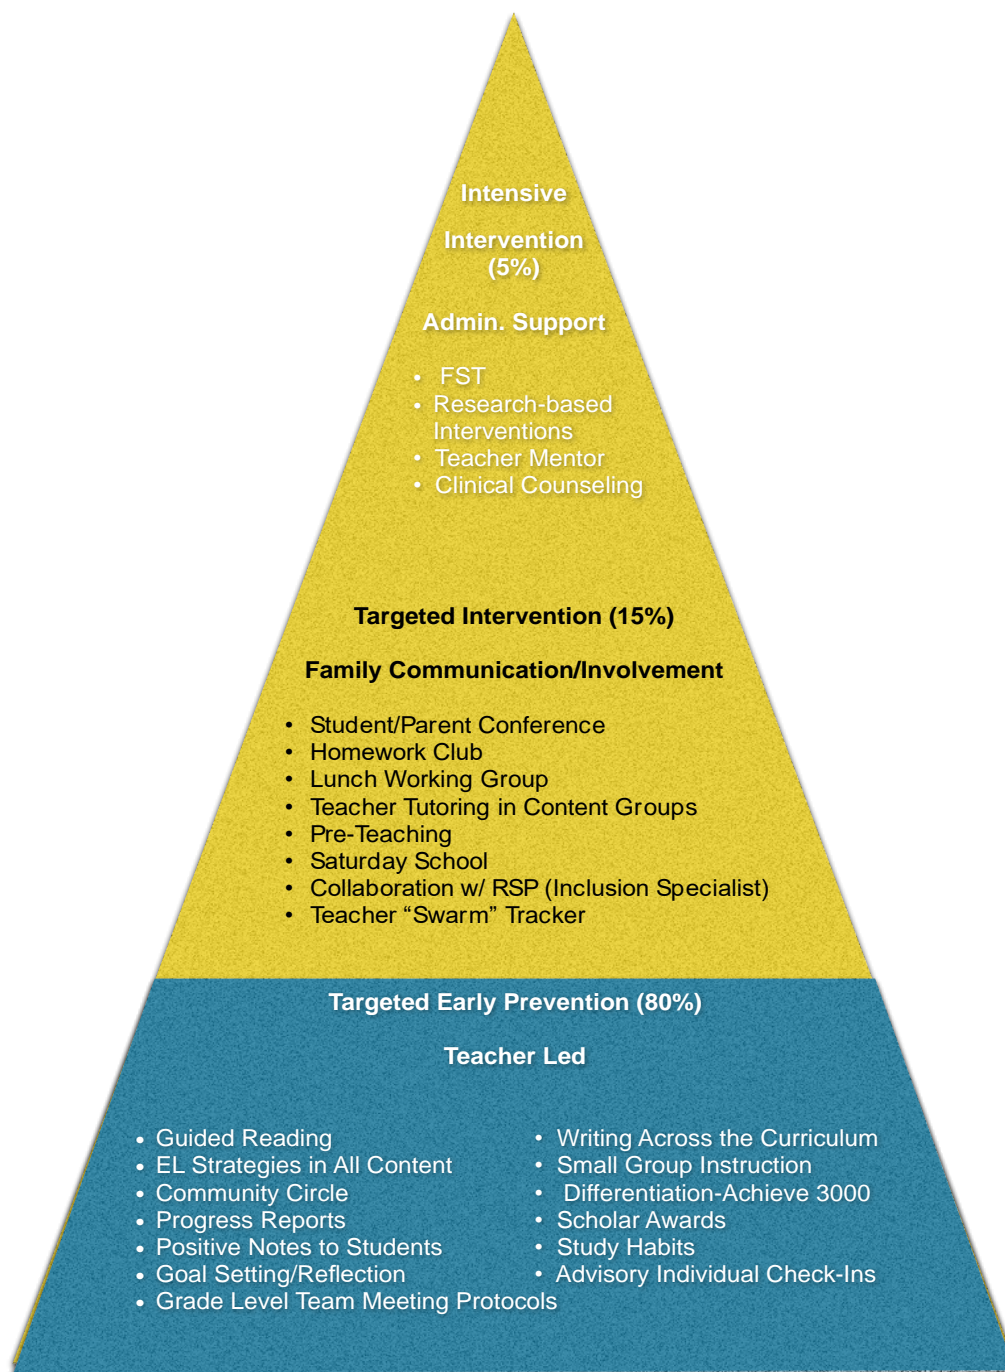 Intensive
Intervention
(5%)
Admin. Support
• FST
• Research-based
Interventions
• Teacher Mentor
• Clinical Counseling
Targeted Intervention (15%)
Family Communication/Involvement
• Student/Parent Conference
• Homework Club
• Lunch Working Group
• Teacher Tutoring in Content Groups
• Pre-Teaching
• Saturday School
• Collaboration w/ RSP (Inclusion Specialist)
• Teacher “Swarm” Tracker
Targeted Early Prevention (80%)
Teacher Led
• Guided Reading
• EL Strategies in All Content
• Community Circle
• Progress Reports
• Positive Notes to Students
• Goal Setting/Reflection
• Grade Level Team Meeting Protocols
• Writing Across the Curriculum
• Small Group Instruction
• Differentiation-Achieve 3000
• Scholar Awards
• Study Habits
• Advisory Individual Check-Ins